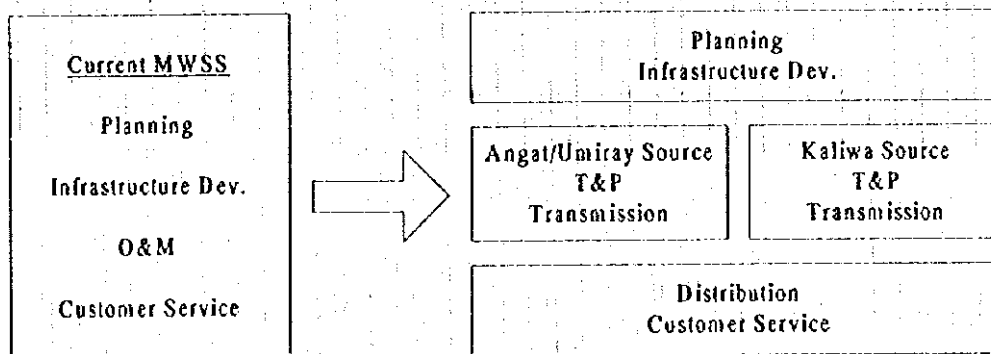 Current MWSS
Planning
Infrastructure Dev.
O&M
Customer Service
Planning
Infrastructure Dev.
Angat/Umiray Source
T&P
Transmission
Kaliwa Source
T&P
Transmission
Distribution
Customer Service